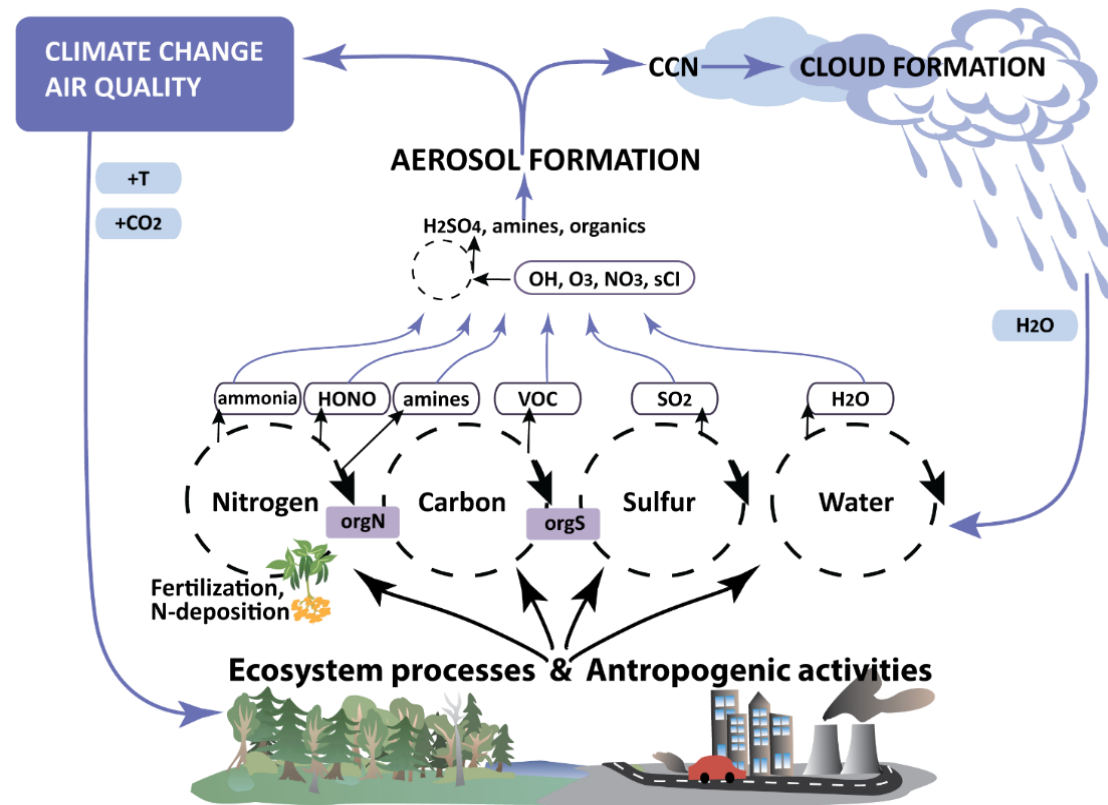 CLIMATE CHANGE
AIR QUALITY
CCN
CLOUD FORMATION
+T
+CO2
AEROSOL FORMATION
H2SO4, amines, organics
OH, O3, NO3, sCl
H2O
ammonia
HONO
amines
VOC
SO2
H2O
Nitrogen
Carbon
Sulfur
Water
orgN
orgS
Fertilization,
N-deposition
Ecosystem processes & Antropogenic activities